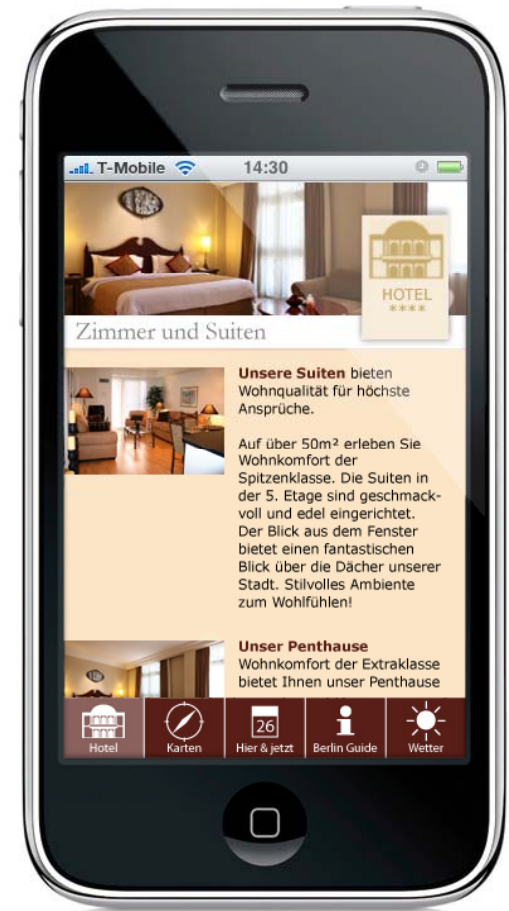 T-Mobile 14:30
HOTEL
****
Zimmer und Suiten
Unsere Suiten bieten
Wohnqualität für höchste
Ansprüche.
Auf über 50m² erleben Sie
Wohnkomfort der
Spitzenklasse. Die Suiten in
der 5. Etage sind geschmack-
voll und edel eingerichtet.
Der Blick aus dem Fenster
bietet einen fantastischen
Blick über die Dächer unserer
Stadt. Stilvolles Ambiente
zum Wohlfühlen!
Unser Penthause
Wohnkomfort der Extraklasse
bietet Ihnen unser Penthause
26
Hotel Karten Hier & jetzt Berlin Guide Wetter